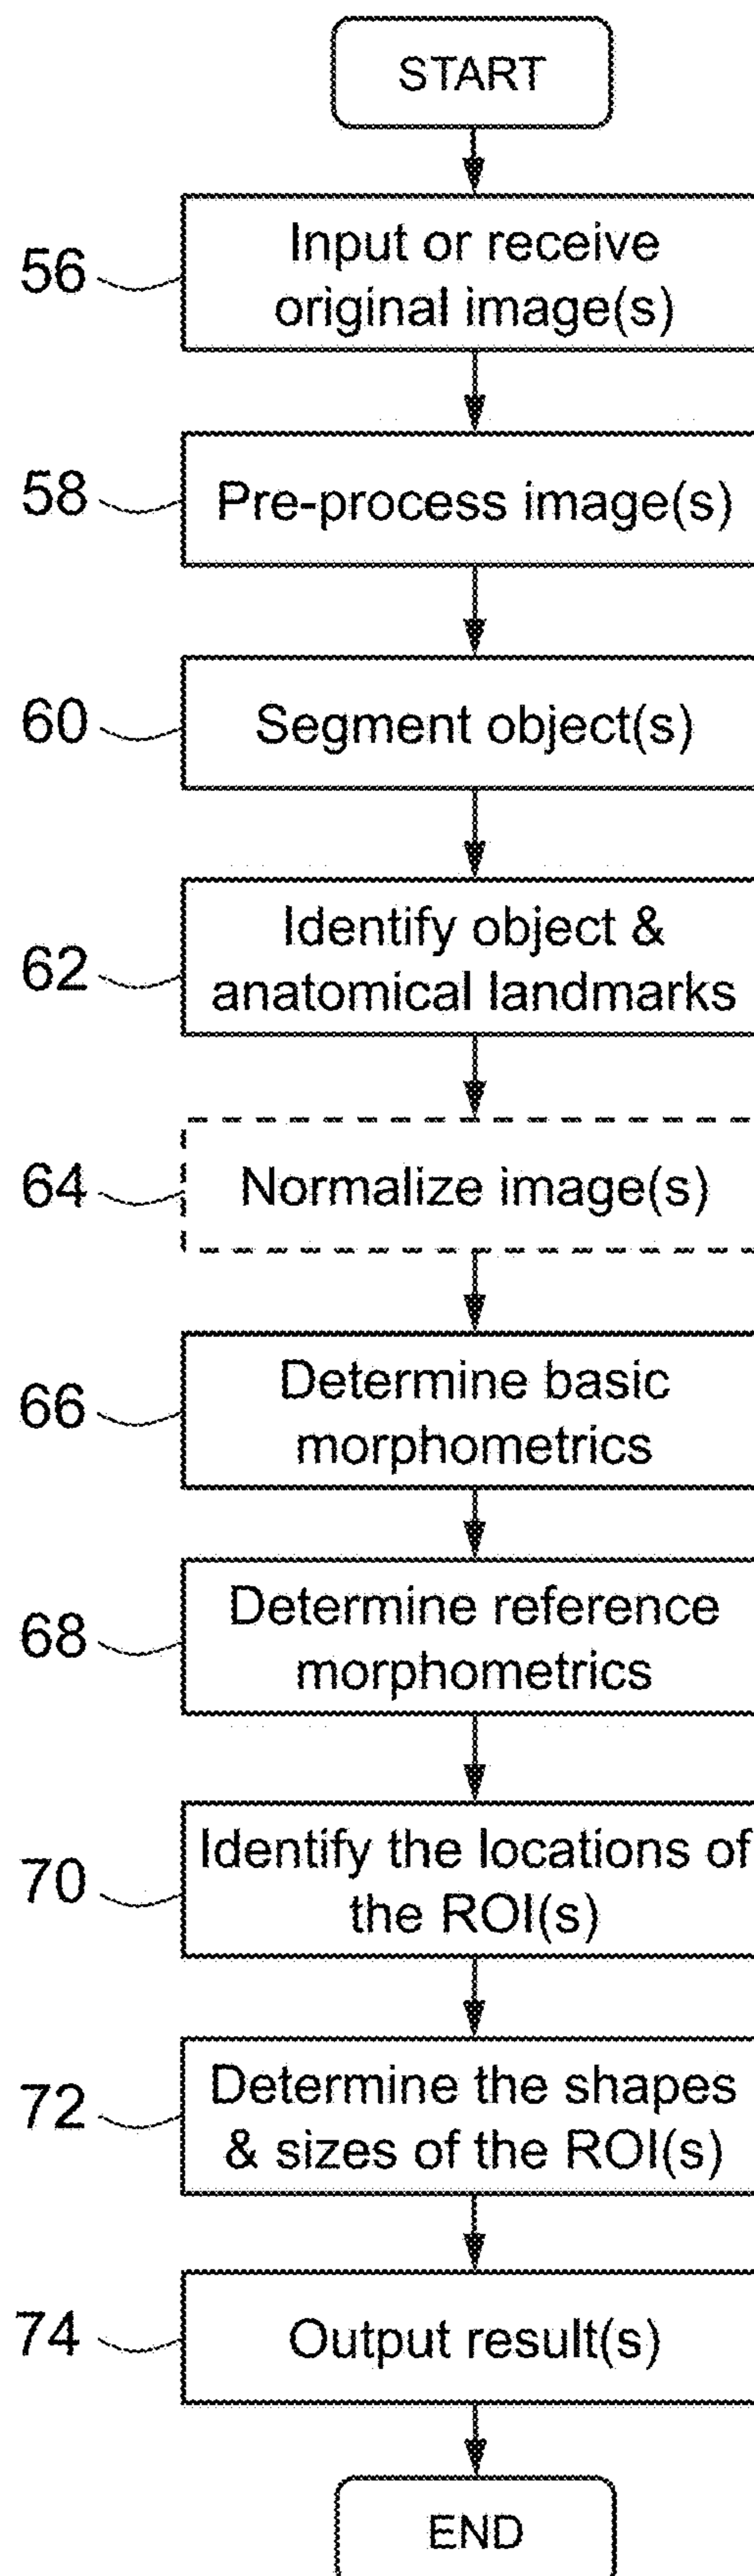 START
56
Input or receive
original image(s)
58
Pre-process image(s)
60
Segment object(s)
62
Identify object &
anatomical landmarks
64
Normalize image(s)
66
Determine basic
morphometrics
68
Determine reference
morphometrics
70
Identify the locations of
the ROI(s)
72
Determine the shapes
& sizes of the ROI(s)
74
Output result(s)
END